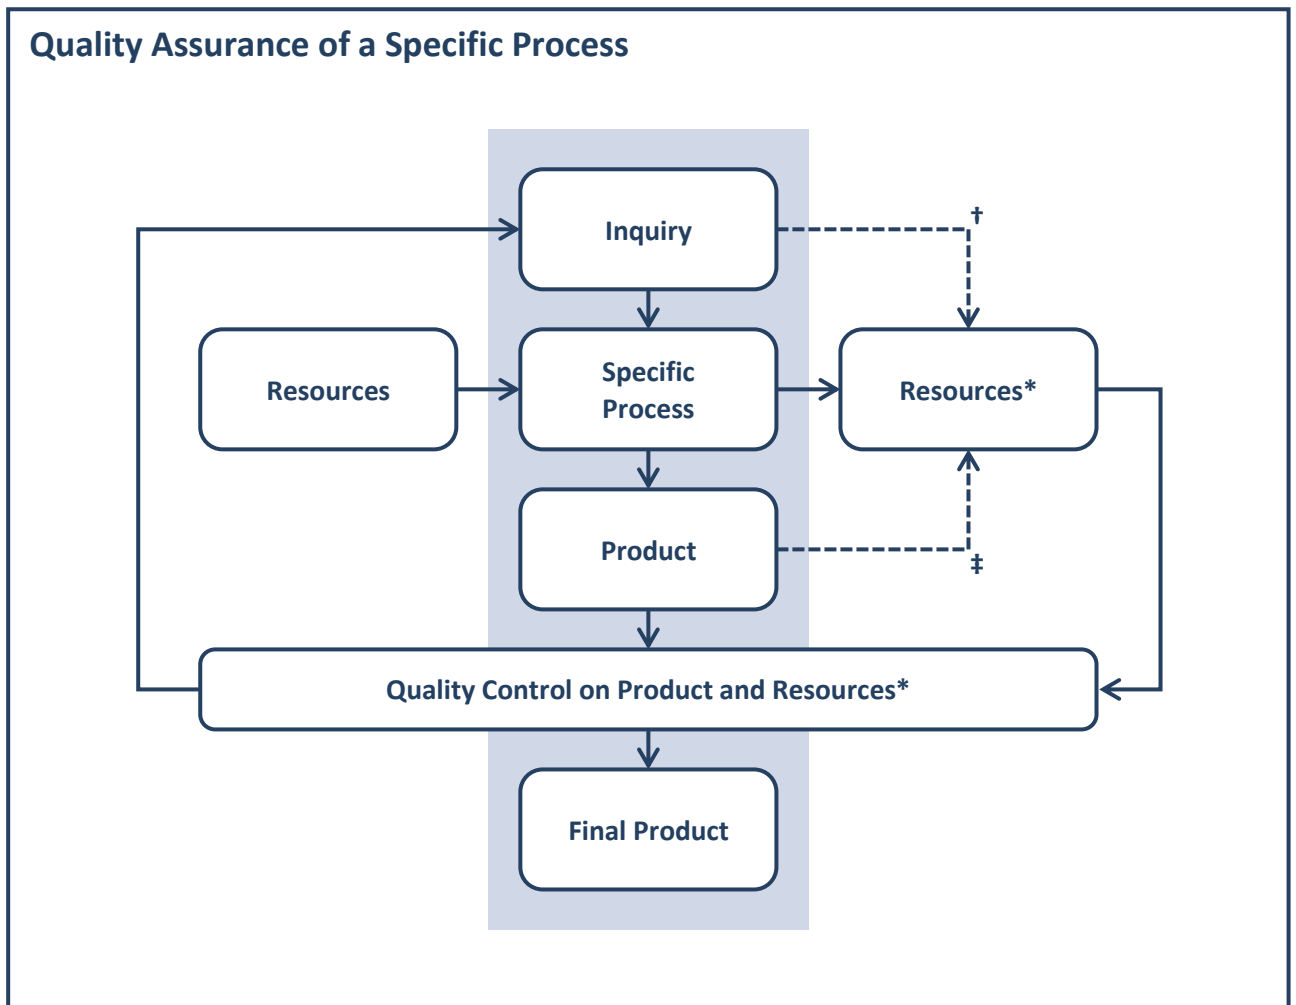 Quality Assurance of a Specific Process
Inquiry
†
Resources
Specific
Process
Resources*
Product
‡
Quality Control on Product and Resources*
Final Product